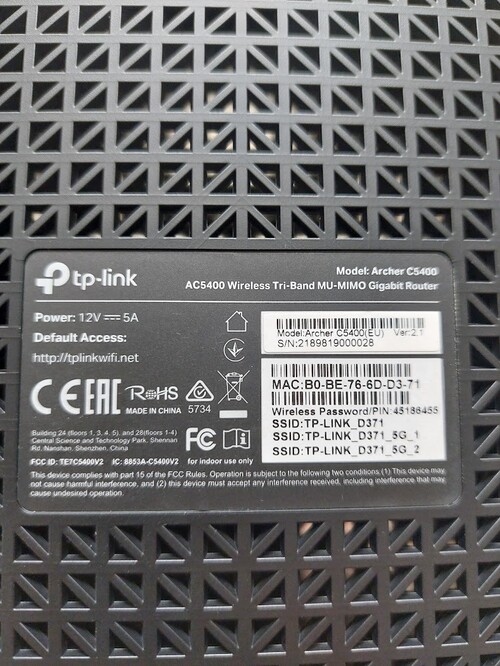 tp-link
Model: Archer C5400
AC5400 Wireless Tri-Band MU-MIMO Gigabit Router
Power: 12V⎓5A
Default Access:
http://tplinkwifi.net
Model:Archer C5400(EU) Ver:2.1
S/N:2189819000028
CE EAC RoHS
MADE IN CHINA
5734
MAC:B0-BE-76-6D-D3-71
Wireless Password/PIN:45186455
SSID:TP-LINK_D371
SSID:TP-LINK_D371_5G_1
SSID:TP-LINK_D371_5G_2
Building 24 (floors 1, 3, 4, 5), and 28(floors 1-4)
Central Science and Technology Park, Shennan
Rd, Nanshan, Shenzhen, China
FC
for indoor use only
FCC ID: TE7C5400V2 IC: 8853A-C5400V2
This device complies with part 15 of the FCC Rules. Operation is subject to the following two conditions:(1) This device may
not cause harmful interference, and (2) this device must accept any interference received, including interference that may
cause undesired operation.